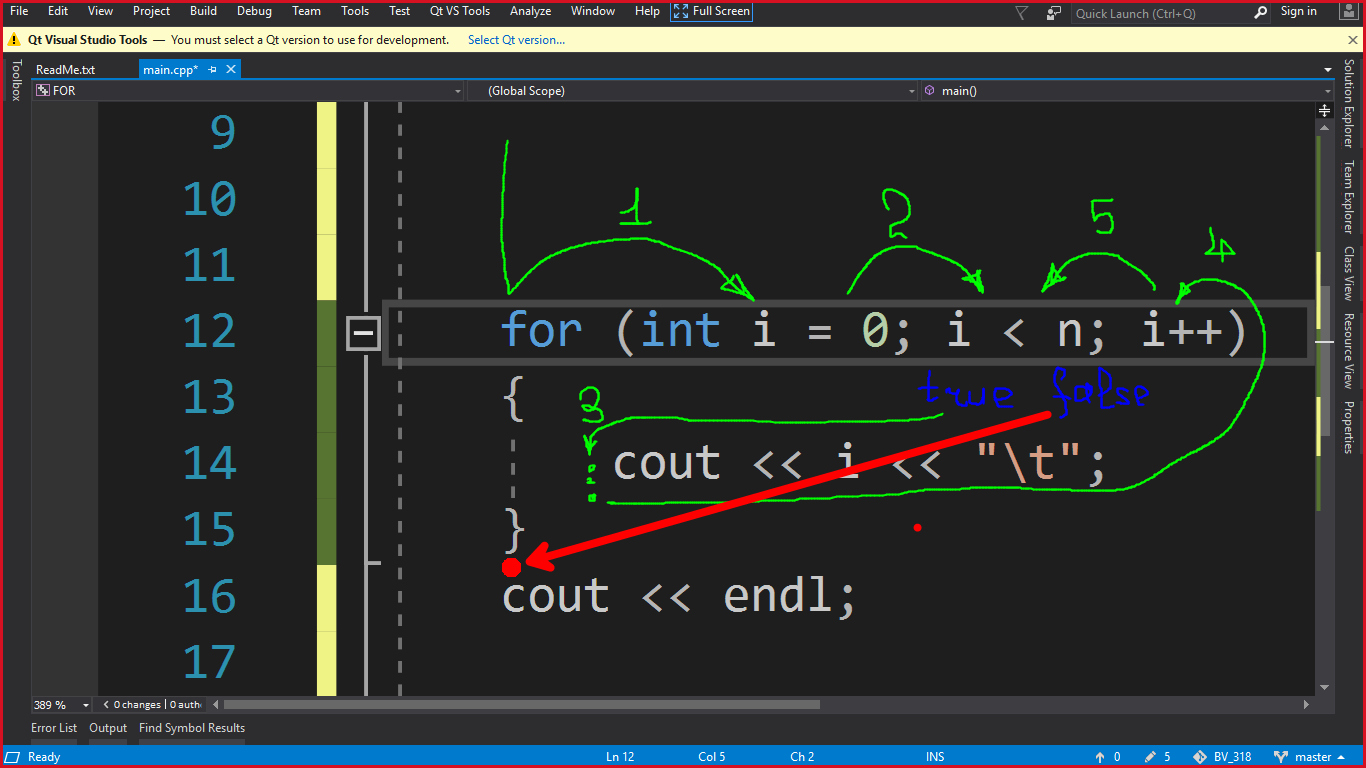 File Edit View Project Build Debug Team Tools Test Qt VS Tools Analyze Window Help Full Screen Quick Launch (Ctrl+Q) Sign in
Qt Visual Studio Tools — You must select a Qt version to use for development. Select Qt version...
Toolbox
ReadMe.txt main.cpp*
FOR (Global Scope) main()
9
10
1 2 5 4
11
12 for (int i = 0; i < n; i++)
true false
13 {
3
14 cout << i << "\t";
15 }
16 cout << endl;
17
Solution Explorer
Team Explorer
Class View
Resource View
Properties
389 % 0 changes | 0 auth
Error List Output Find Symbol Results
Ready Ln 12 Col 5 Ch 2 INS 0 5 BV_318 master